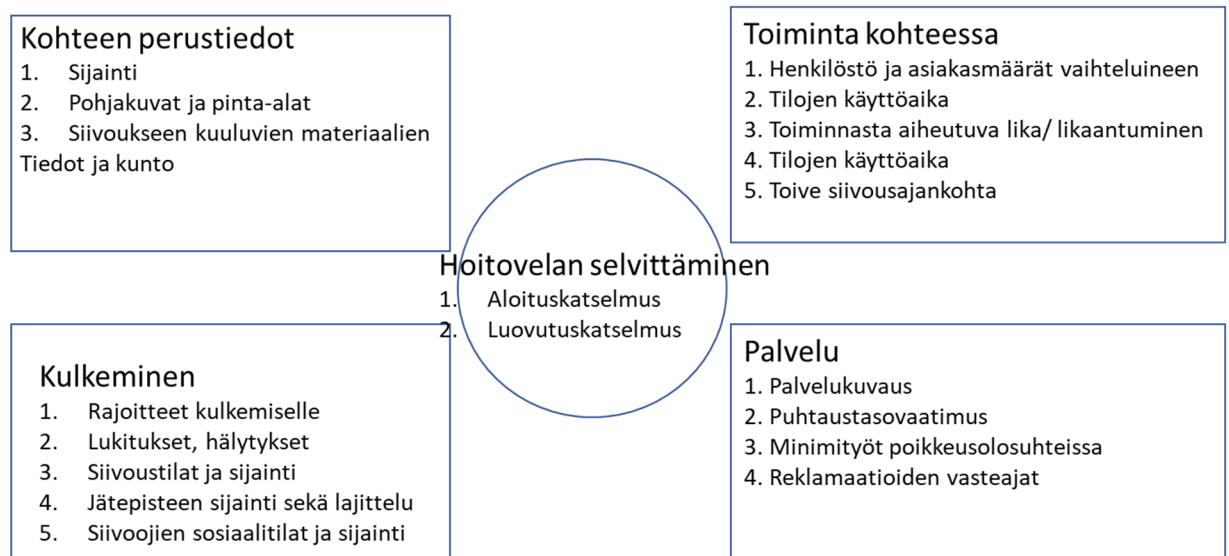 Kohteen perustiedot
1. Sijainti
2. Pohjakuvat ja pinta-alat
3. Siivoukseen kuuluvien materiaalien
Tiedot ja kunto
Toiminta kohteessa
1. Henkilöstö ja asiakasmäärät vaihteluineen
2. Tilojen käyttöaika
3. Toiminnasta aiheutuva lika/ likaantuminen
4. Tilojen käyttöaika
5. Toive siivousajankohta
Hoitovelan selvittäminen
1. Aloituskatselmus
2. Luovutuskatselmus
Kulkeminen
1. Rajoitteet kulkemiselle
2. Lukitukset, hälytykset
3. Siivoustilat ja sijainti
4. Jätepisteen sijainti sekä lajittelu
5. Siivoojien sosiaalitilat ja sijainti
Palvelu
1. Palvelukuvaus
2. Puhtaustasovaatimus
3. Minimityöt poikkeusolosuhteissa
4. Reklamaatioiden vasteajat